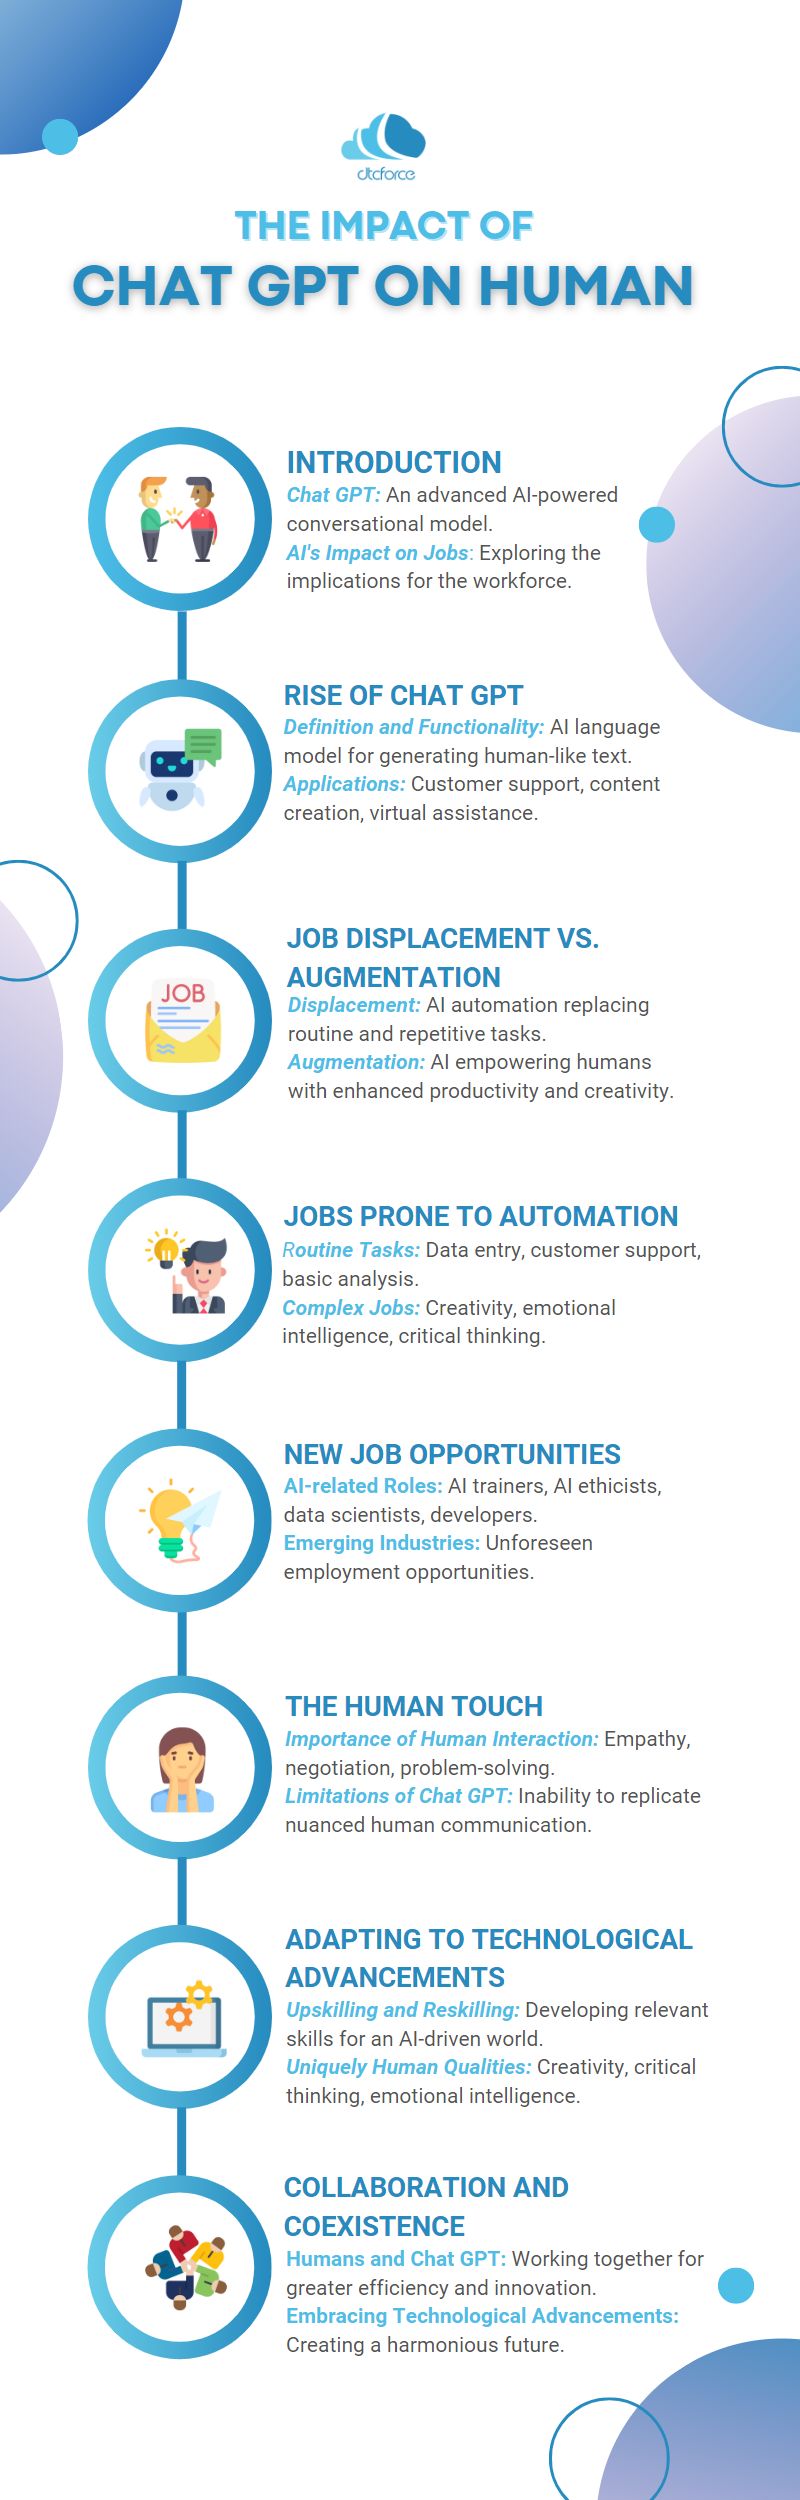 dtcforce
THE IMPACT OF
CHAT GPT ON HUMAN
INTRODUCTION
Chat GPT: An advanced AI-powered
conversational model.
AI's Impact on Jobs: Exploring the
implications for the workforce.
RISE OF CHAT GPT
Definition and Functionality: AI language
model for generating human-like text.
Applications: Customer support, content
creation, virtual assistance.
JOB DISPLACEMENT VS.
AUGMENTATION
JOB
Displacement: AI automation replacing
routine and repetitive tasks.
Augmentation: AI empowering humans
with enhanced productivity and creativity.
JOBS PRONE TO AUTOMATION
Routine Tasks: Data entry, customer support,
basic analysis.
Complex Jobs: Creativity, emotional
intelligence, critical thinking.
NEW JOB OPPORTUNITIES
AI-related Roles: AI trainers, AI ethicists,
data scientists, developers.
Emerging Industries: Unforeseen
employment opportunities.
THE HUMAN TOUCH
Importance of Human Interaction: Empathy,
negotiation, problem-solving.
Limitations of Chat GPT: Inability to replicate
nuanced human communication.
ADAPTING TO TECHNOLOGICAL
ADVANCEMENTS
Upskilling and Reskilling: Developing relevant
skills for an AI-driven world.
Uniquely Human Qualities: Creativity, critical
thinking, emotional intelligence.
COLLABORATION AND
COEXISTENCE
Humans and Chat GPT: Working together for
greater efficiency and innovation.
Embracing Technological Advancements:
Creating a harmonious future.